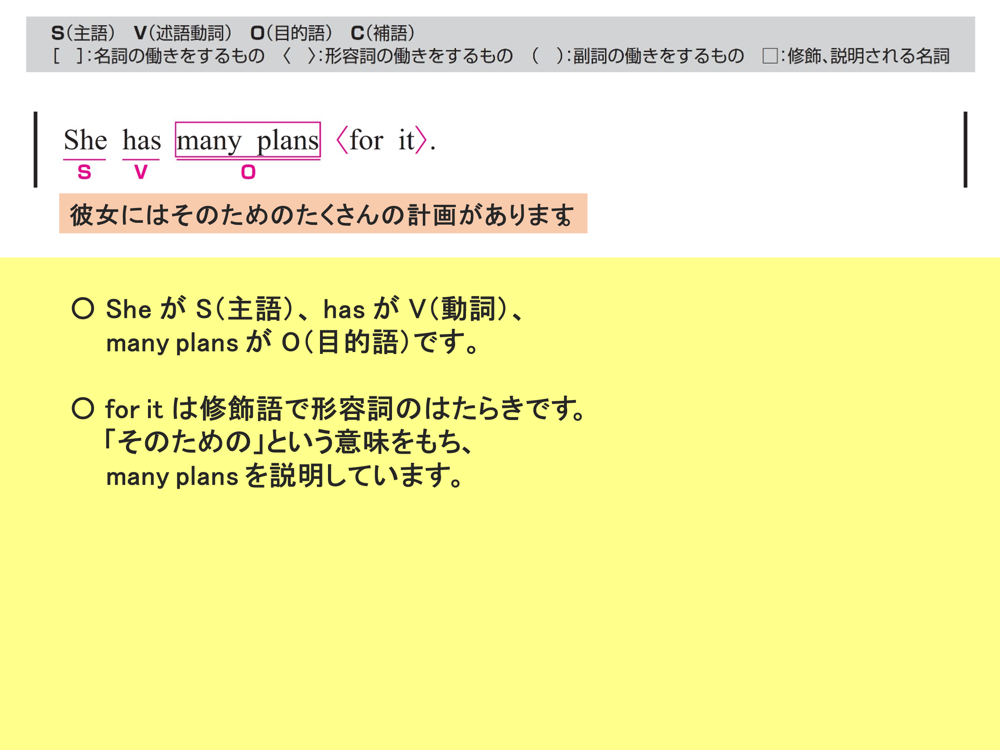 S（主語）　V（述語動詞）　O（目的語）　C（補語）
［　］：名詞の働きをするもの　〈　〉：形容詞の働きをするもの　（　）：副詞の働きをするもの　□：修飾、説明される名詞
She has many plans 〈for it〉.
S V O
彼女にはそのためのたくさんの計画があります。
○ She が S（主語）、has が V（動詞）、
many plans が O（目的語）です。
○ for it は修飾語で形容詞のはたらきです。
「そのための」という意味をもち、
many plans を説明しています。